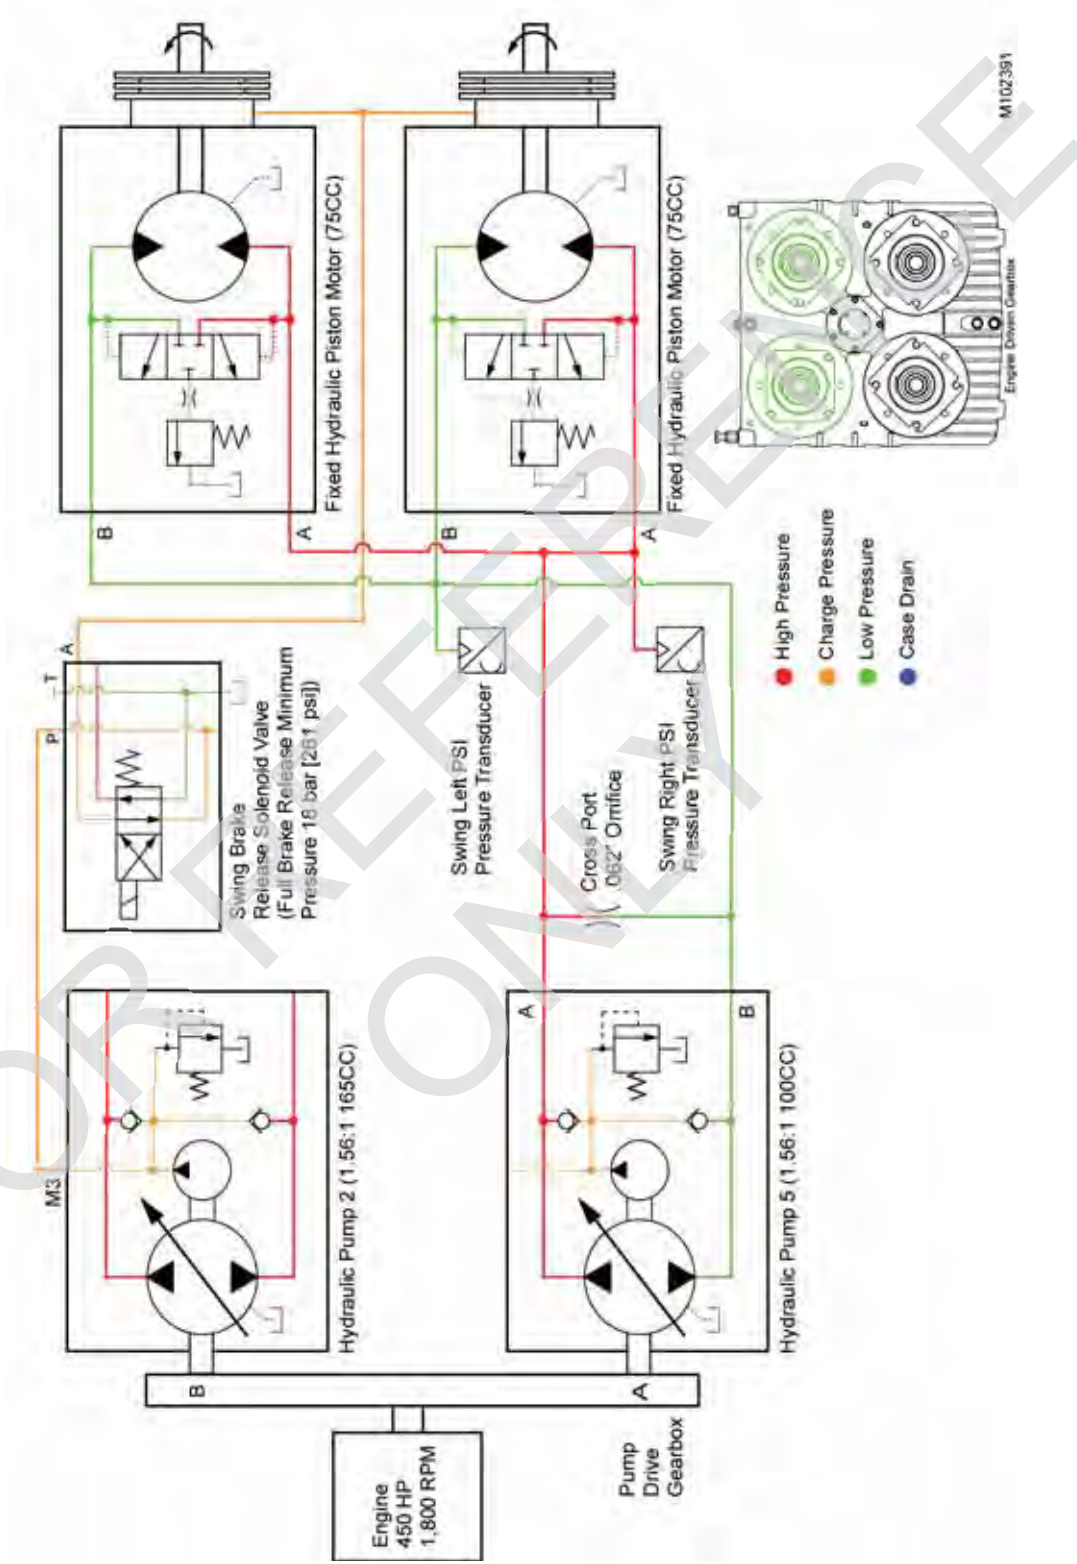 Engine
450 HP
1,800 RPM
Pump
Drive
Gearbox
B
A
Hydraulic Pump 2 (1.56:1 165CC)
M3
Hydraulic Pump 5 (1.56:1 100CC)
A
B
Swing Brake
Release Solenoid Valve
(Full Brake Release Minimum
Pressure 18 bar [261 psi])
P
T
A
Swing Left PSI
Pressure Transducer
Cross Port
.062" Orrifice
Swing Right PSI
Pressure Transducer
B
A
Fixed Hydraulic Piston Motor (75CC)
B
A
Fixed Hydraulic Piston Motor (75CC)
High Pressure
Charge Pressure
Low Pressure
Case Drain
Engine Driven Gearbox
M102391
OR REFERENCE
ONLY